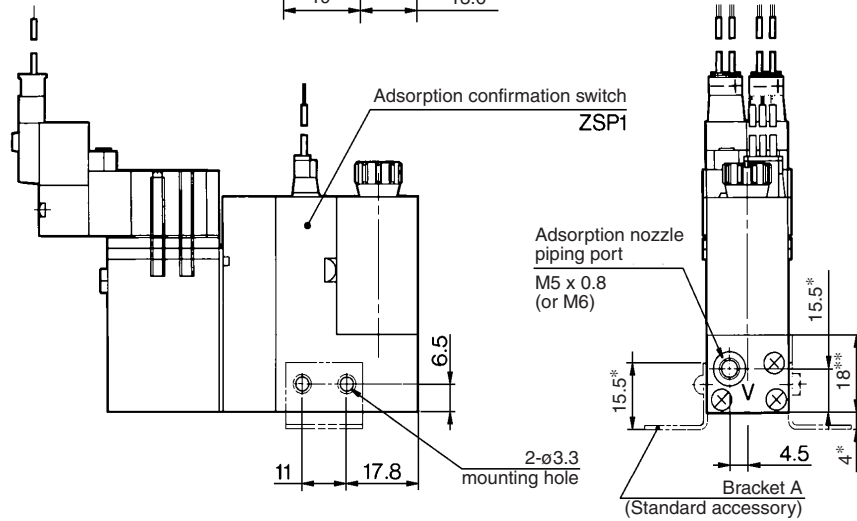 Adsorption confirmation switch
ZSP1
Adsorption nozzle
piping port
M5 x 0.8
(or M6)
15.5*
6.5
15.5*
V
18**
4*
4.5
11
17.8
2-ø3.3
mounting hole
Bracket A
(Standard accessory)